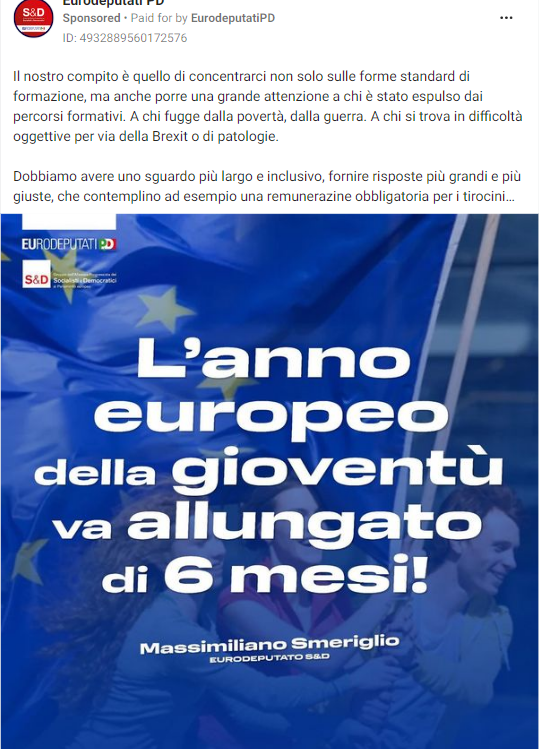 Eurodeputati PD
Sponsored • Paid for by EurodeputatiPD
ID: 4932889560172576
Il nostro compito è quello di concentrarci non solo sulle forme standard di
formazione, ma anche porre una grande attenzione a chi è stato espulso dai
percorsi formativi. A chi fugge dalla povertà, dalla guerra. A chi si trova in difficoltà
oggettive per via della Brexit o di patologie.
Dobbiamo avere uno sguardo più largo e inclusivo, fornire risposte più grandi e più
giuste, che contemplino ad esempio una remunerazine obbligatoria per i tirocini...
EURODEPUTATI PD
S&D
Socialisti e Democratici
L'anno
europeo
della gioventù
va allungato
di 6 mesi!
Massimiliano Smeriglio
EURODEPUTATO S&D